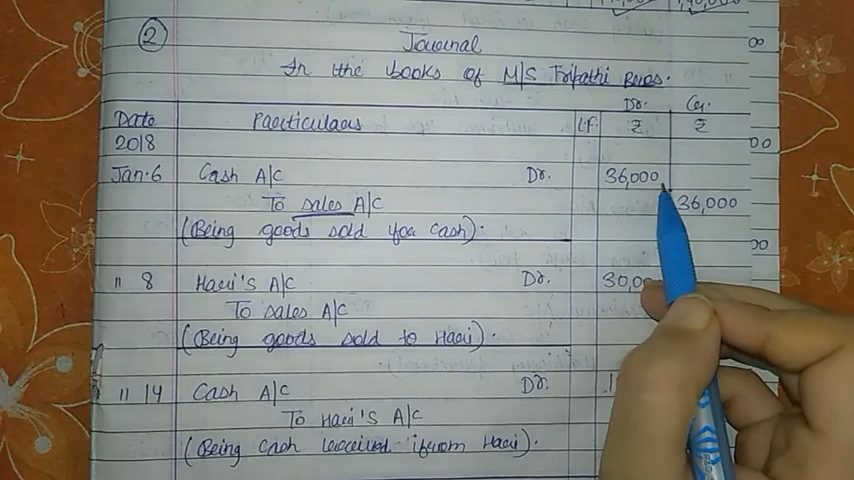 2
Journal
In the books of M/S Tripathi Bros.
Dr. Cr.
Date Particulars L.F. ₹ ₹
2018
Jan.6 Cash A/C Dr. 36,000
To sales A/C 36,000
(Being goods sold for cash).
" 8 Hari's A/C Dr. 30,00
To sales A/C
(Being goods sold to Hari).
" 14 Cash A/C Dr.
To Hari's A/C
(Being cash received from Hari).